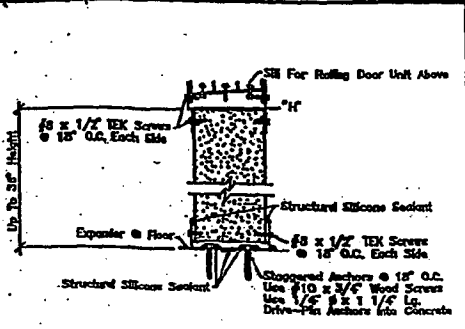 Sill For Rolling Door Unit Above
"H"
#8 x 1/2" TEK Screws
@ 18" O.C. Each Side
Up To 36" Height
Structural Silicone Sealant
Expander @ Floor
#8 x 1/2" TEK Screws
@ 18" O.C. Each Side
Structural Silicone Sealant
Staggered Anchors @ 18" O.C.
Use #10 x 3/4" Wood Screws
Use 1/4" Ø x 1 1/4" Lg.
Drive-Pin Anchors Into Concrete